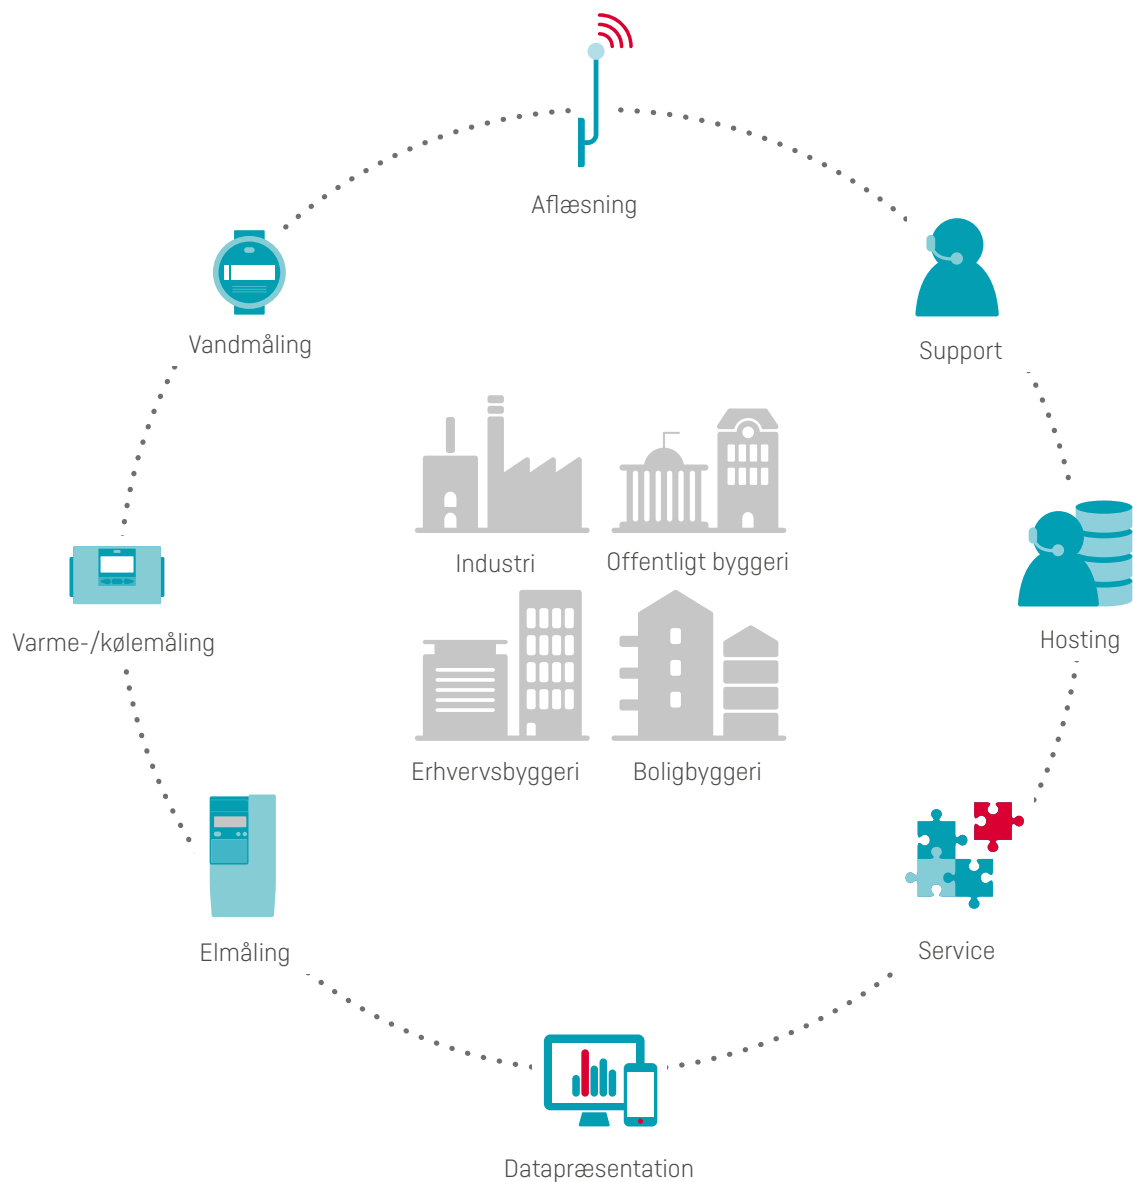 Aflæsning
Vandmåling
Support
Industri
Offentligt byggeri
Varme-/kølemåling
Hosting
Erhvervsbyggeri
Boligbyggeri
Elmåling
Service
Datapræsentation